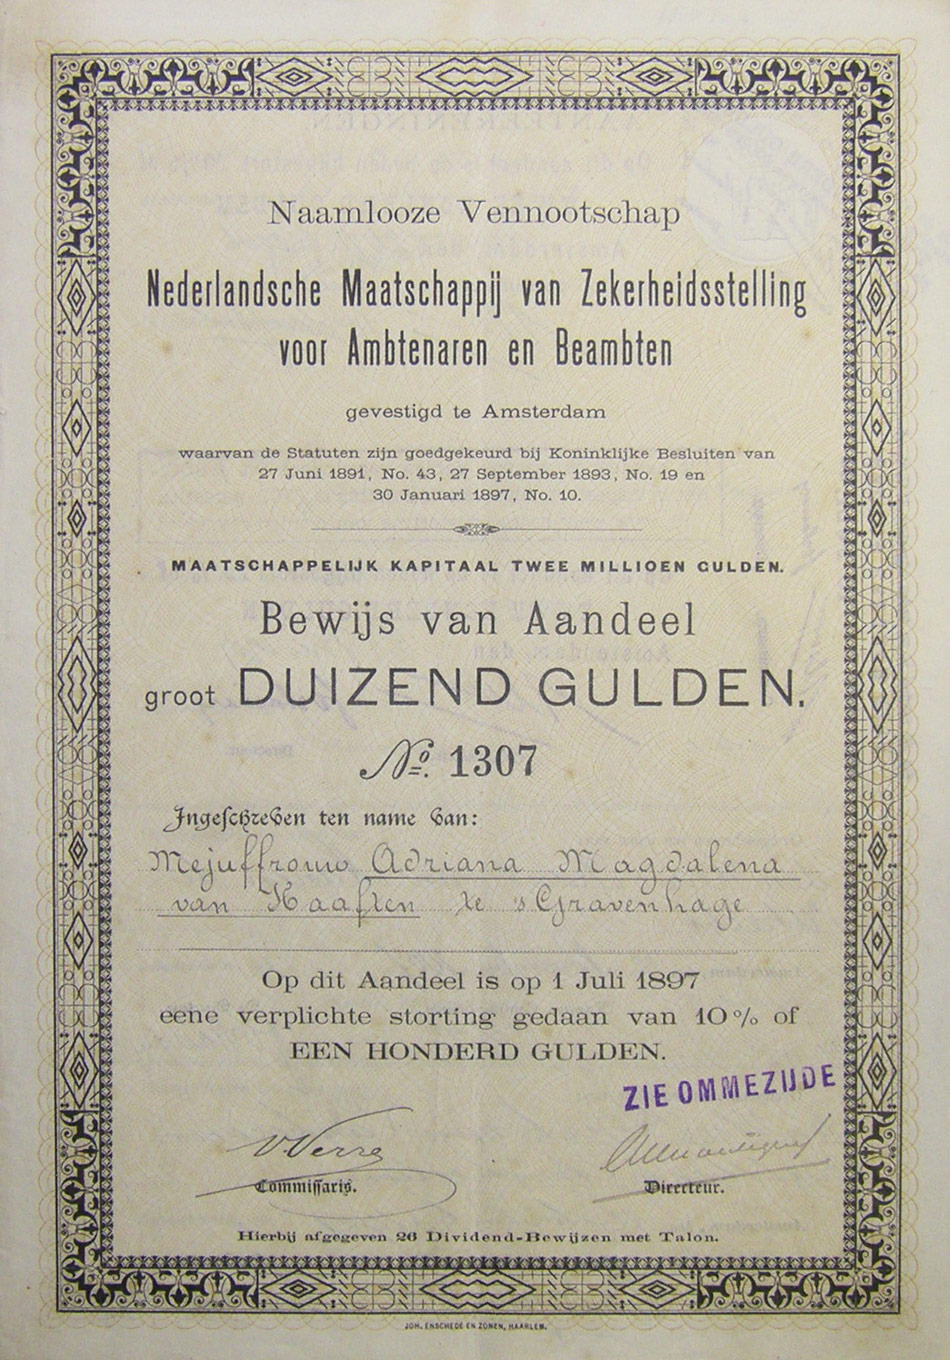 Naamlooze Vennootschap
Nederlandsche Maatschappij van Zekerheidsstelling
voor Ambtenaren en Beambten
gevestigd te Amsterdam
waarvan de Statuten zijn goedgekeurd bij Koninklijke Besluiten van
27 Juni 1891, No. 43, 27 September 1893, No. 19 en
30 Januari 1897, No. 10.
MAATSCHAPPELIJK KAPITAAL TWEE MILLIOEN GULDEN.
Bewijs van Aandeel
groot DUIZEND GULDEN.
No. 1307
Ingeschreven ten name van:
Mejuffrouw Adriana Magdalena
van Haaften te 's Gravenhage
Op dit Aandeel is op 1 Juli 1897
eene verplichte storting gedaan van 10% of
EEN HONDERD GULDEN.
ZIE OMMEZIJDE
Commissaris.
Directeur.
Hierbij afgegeven 26 Dividend-Bewijzen met Talon.
JOH. ENSCHEDÉ EN ZONEN, HAARLEM.